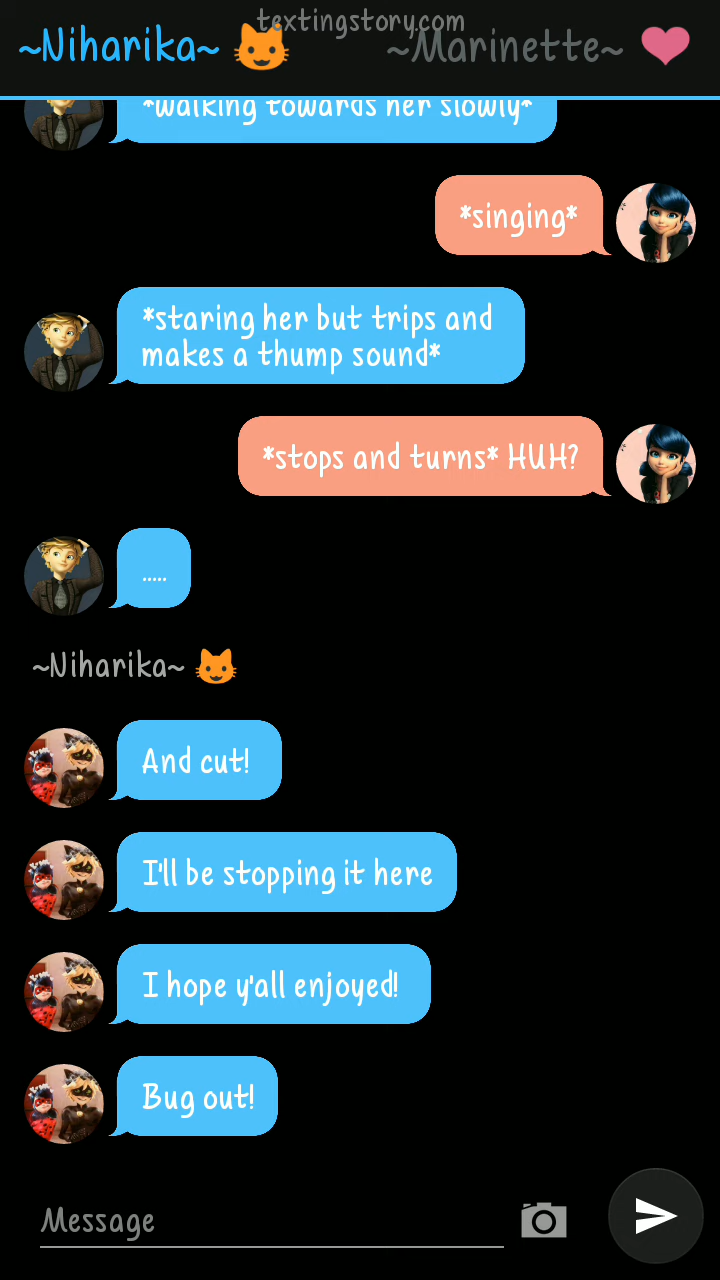 textingstory.com
~Niharika~ 😺 ~Marinette~ ❤
*walking towards her slowly*
*singing*
*staring her but trips and
makes a thump sound*
*stops and turns* HUH?
.....
~Niharika~ 😺
And cut!
I'll be stopping it here
I hope y'all enjoyed!
Bug out!
Message